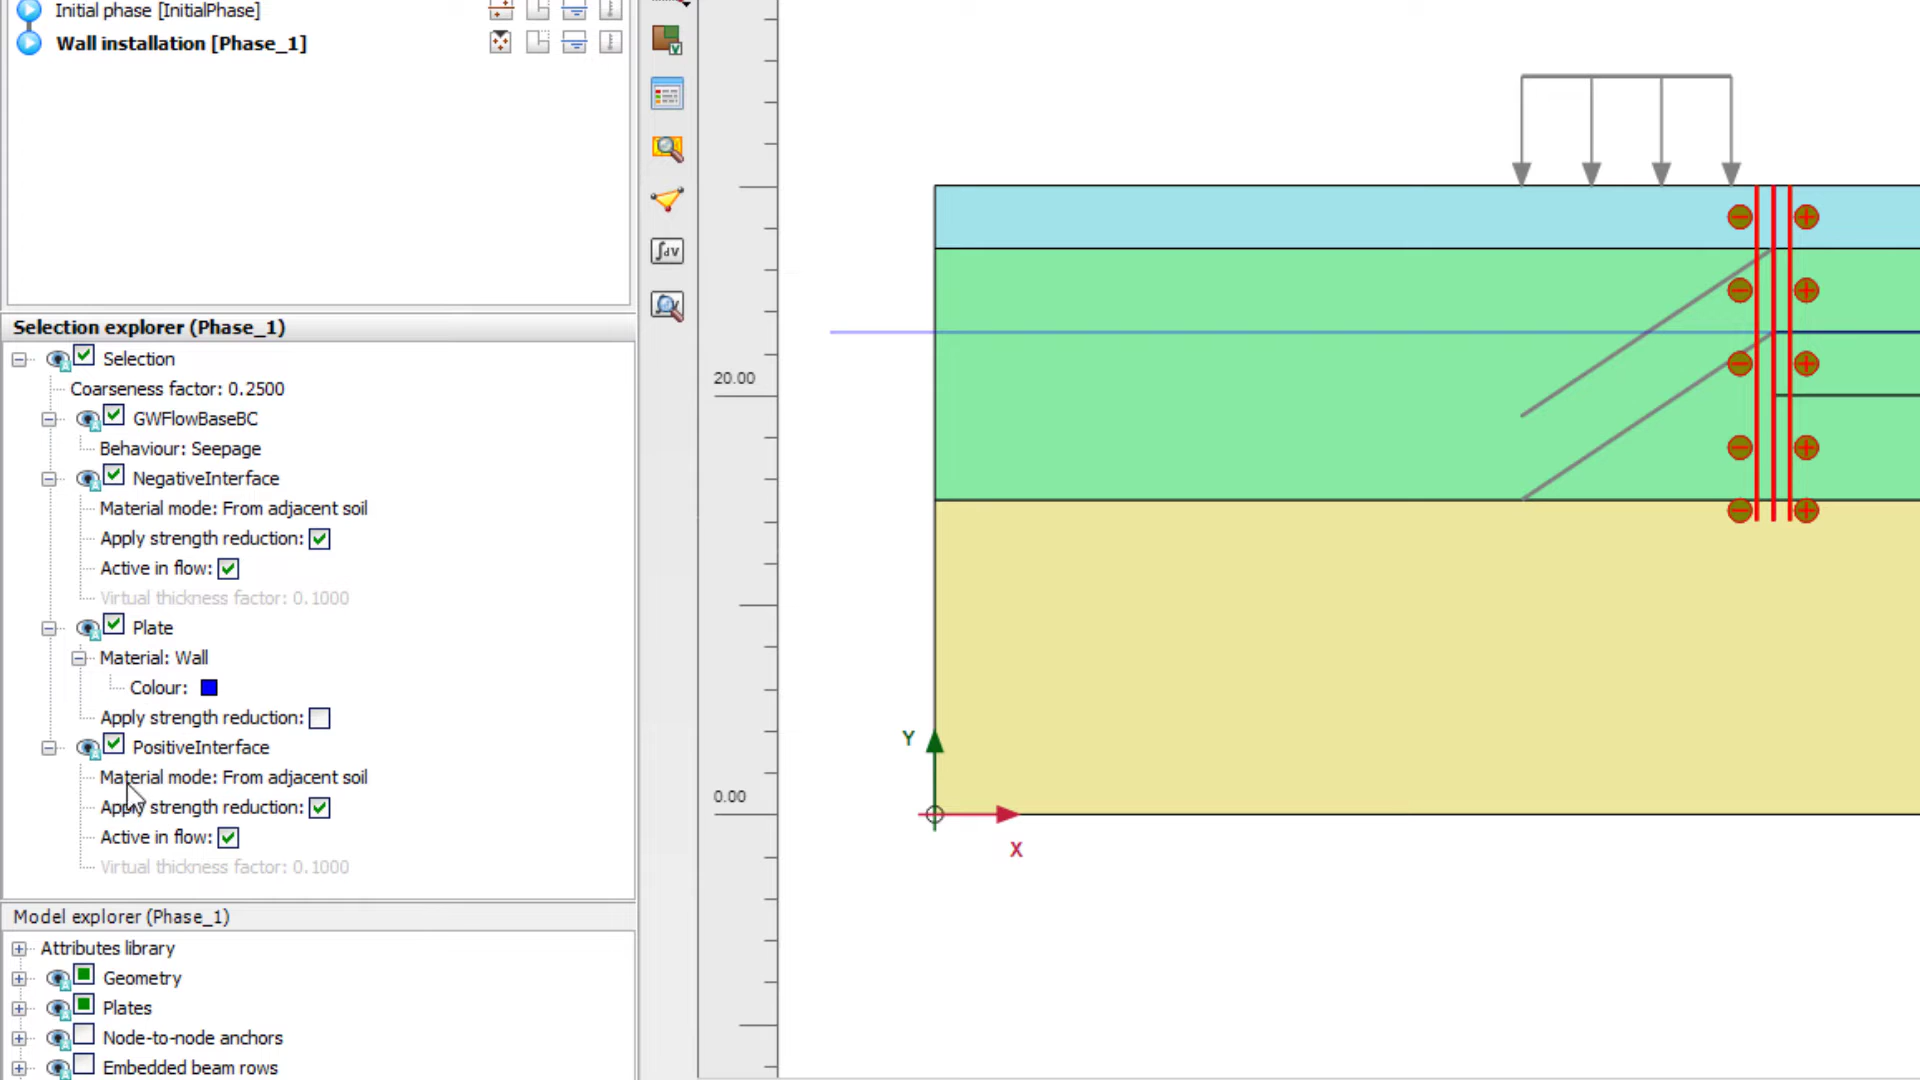 Initial phase [InitialPhase]
Wall installation [Phase_1]
Selection explorer (Phase_1)
Selection
Coarseness factor: 0.2500
GWFlowBaseBC
Behaviour: Seepage
NegativeInterface
Material mode: From adjacent soil
Apply strength reduction:
Active in flow:
Virtual thickness factor: 0.1000
Plate
Material: Wall
Colour:
Apply strength reduction:
PositiveInterface
Material mode: From adjacent soil
Apply strength reduction:
Active in flow:
Virtual thickness factor: 0.1000
Model explorer (Phase_1)
Attributes library
Geometry
Plates
Node-to-node anchors
Embedded beam rows
∫dV
20.00
0.00
Y
X